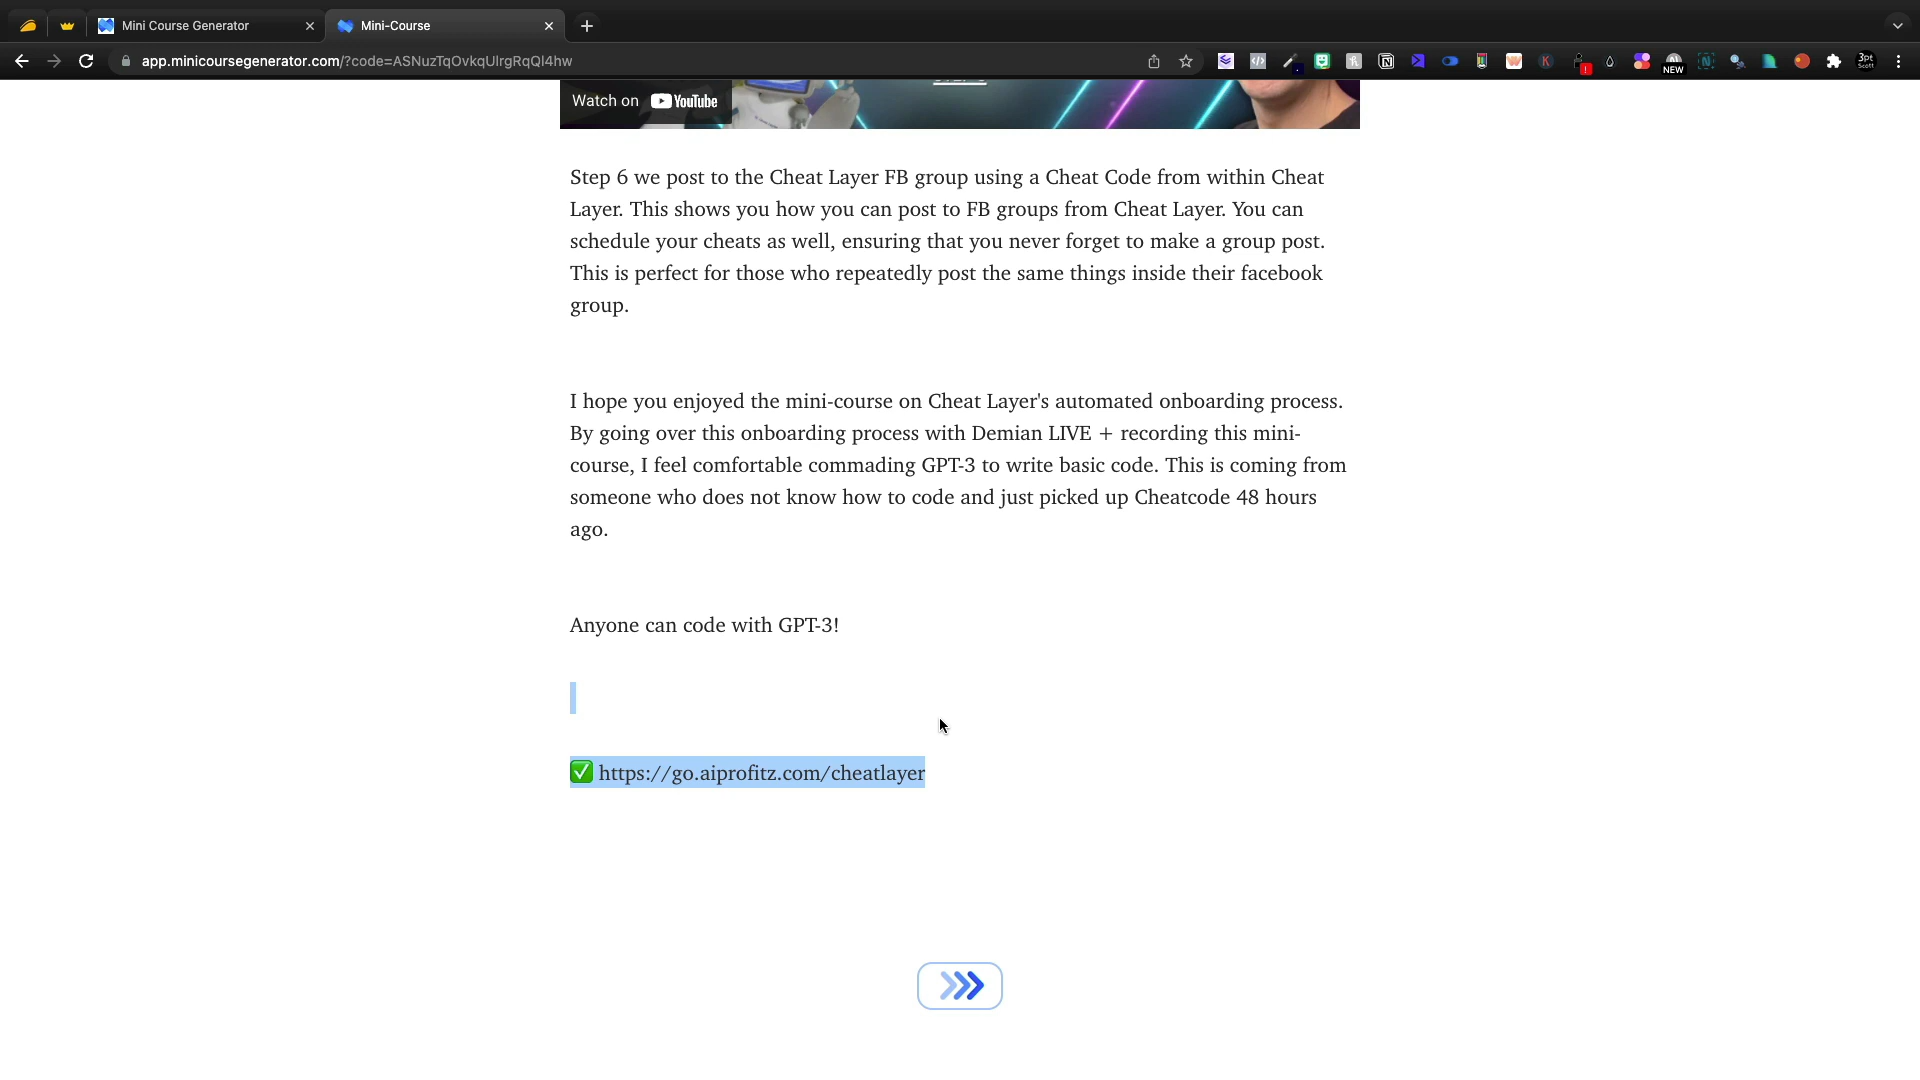 Mini Course Generator
Mini-Course
app.minicoursegenerator.com/?code=ASNuzTqOvkqUlrgRqQl4hw
NEW
3pt
Scott
Watch on YouTube
Step 6 we post to the Cheat Layer FB group using a Cheat Code from within Cheat
Layer. This shows you how you can post to FB groups from Cheat Layer. You can
schedule your cheats as well, ensuring that you never forget to make a group post.
This is perfect for those who repeatedly post the same things inside their facebook
group.
I hope you enjoyed the mini-course on Cheat Layer's automated onboarding process.
By going over this onboarding process with Demian LIVE + recording this mini-
course, I feel comfortable commading GPT-3 to write basic code. This is coming from
someone who does not know how to code and just picked up Cheatcode 48 hours
ago.
Anyone can code with GPT-3!
✅ https://go.aiprofitz.com/cheatlayer